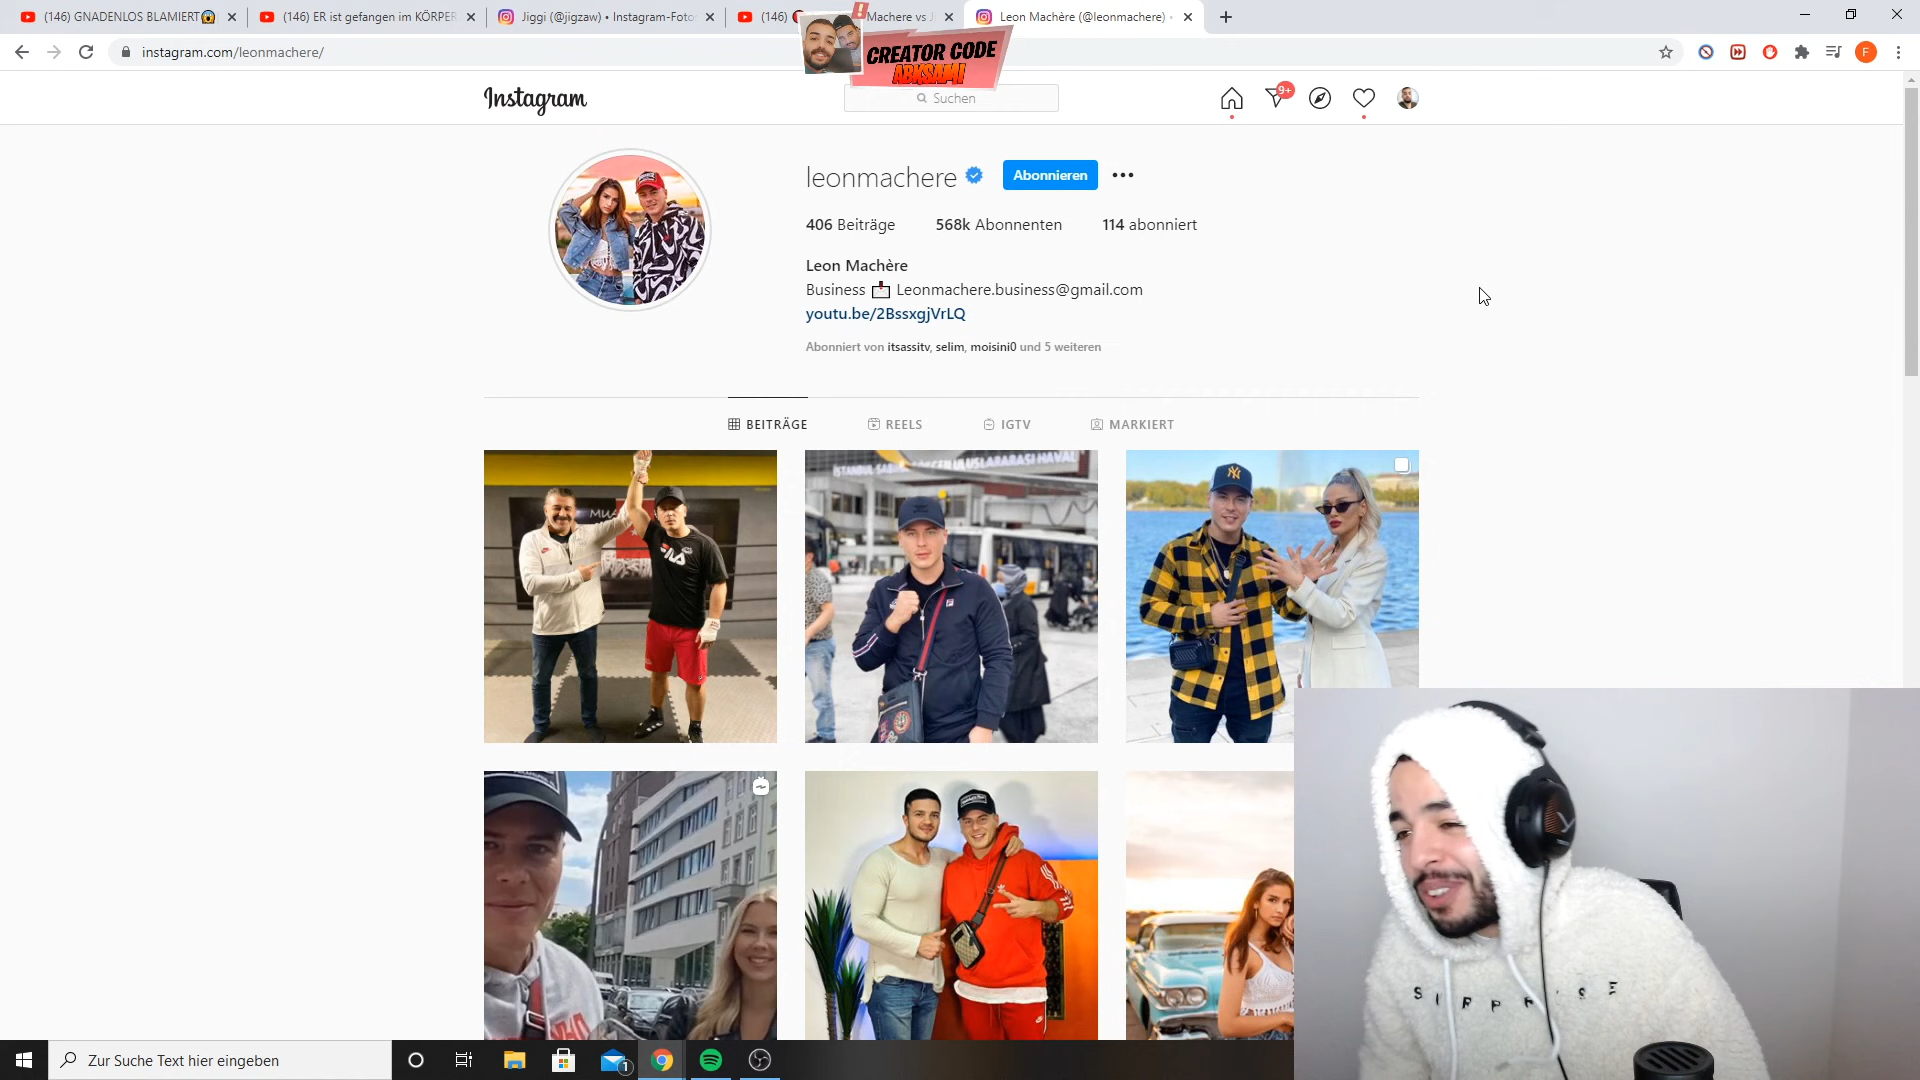 (146) GNADENLOS BLAMIERT😱
(146) ER ist gefangen im KÖRPER
Jiggi (@jigzaw) • Instagram-Foto
(146)
Machere vs J
Leon Machère (@leonmachere) •
instagram.com/leonmachere/
F
CREATOR CODE
ABKSAMI
Instagram
Suchen
9+
leonmachere
Abonnieren
406 Beiträge 568k Abonnenten 114 abonniert
Leon Machère
Business 📩 Leonmachere.business@gmail.com
youtu.be/2BssxgjVrLQ
Abonniert von itsassitv, selim, moisini0 und 5 weiteren
BEITRÄGE REELS IGTV MARKIERT
FILA
Zur Suche Text hier eingeben
1